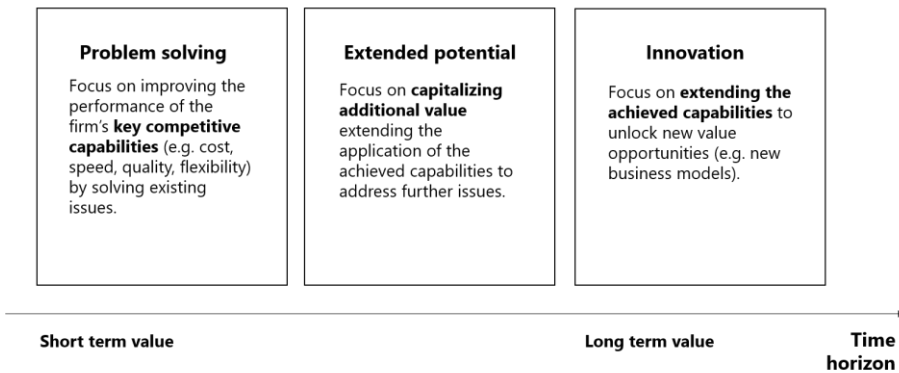 Problem solving
Focus on improving the
performance of the
firm's key competitive
capabilities (e.g. cost,
speed, quality, flexibility)
by solving existing
issues.
Extended potential
Focus on capitalizing
additional value
extending the
application of the
achieved capabilities to
address further issues.
Innovation
Focus on extending the
achieved capabilities to
unlock new value
opportunities (e.g. new
business models).
Short term value
Long term value
Time
horizon